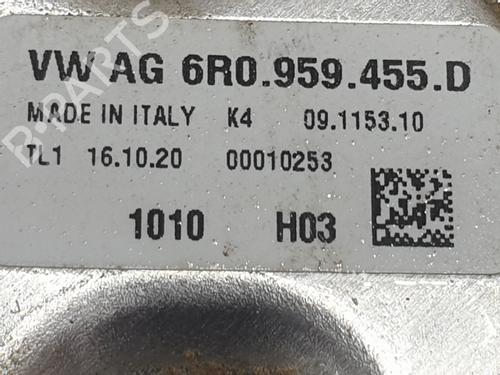 VW AG 6R0.959.455.D
MADE IN ITALY K4 09.1153.10
TL1 16.10.20 00010253
1010 H03
B-PARTS